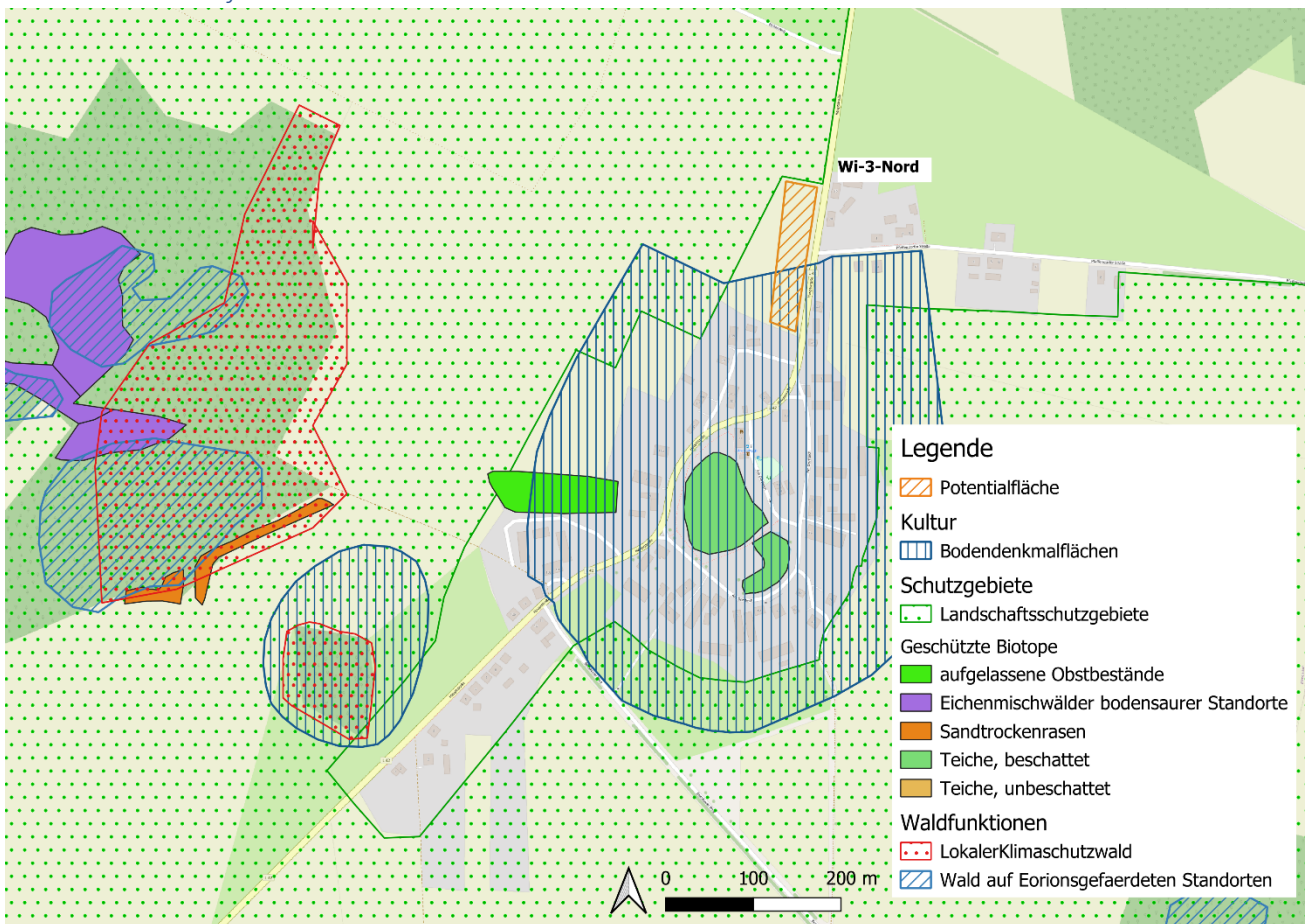 Wi-3-Nord
Legende
Potentialfläche
Kultur
Bodendenkmalflächen
Schutzgebiete
Landschaftsschutzgebiete
Geschützte Biotope
aufgelassene Obstbestände
Eichenmischwälder bodensaurer Standorte
Sandtrockenrasen
Teiche, beschattet
Teiche, unbeschattet
Waldfunktionen
LokalerKlimaschutzwald
Wald auf Eorionsgefaerdeten Standorten
0 100 200 m